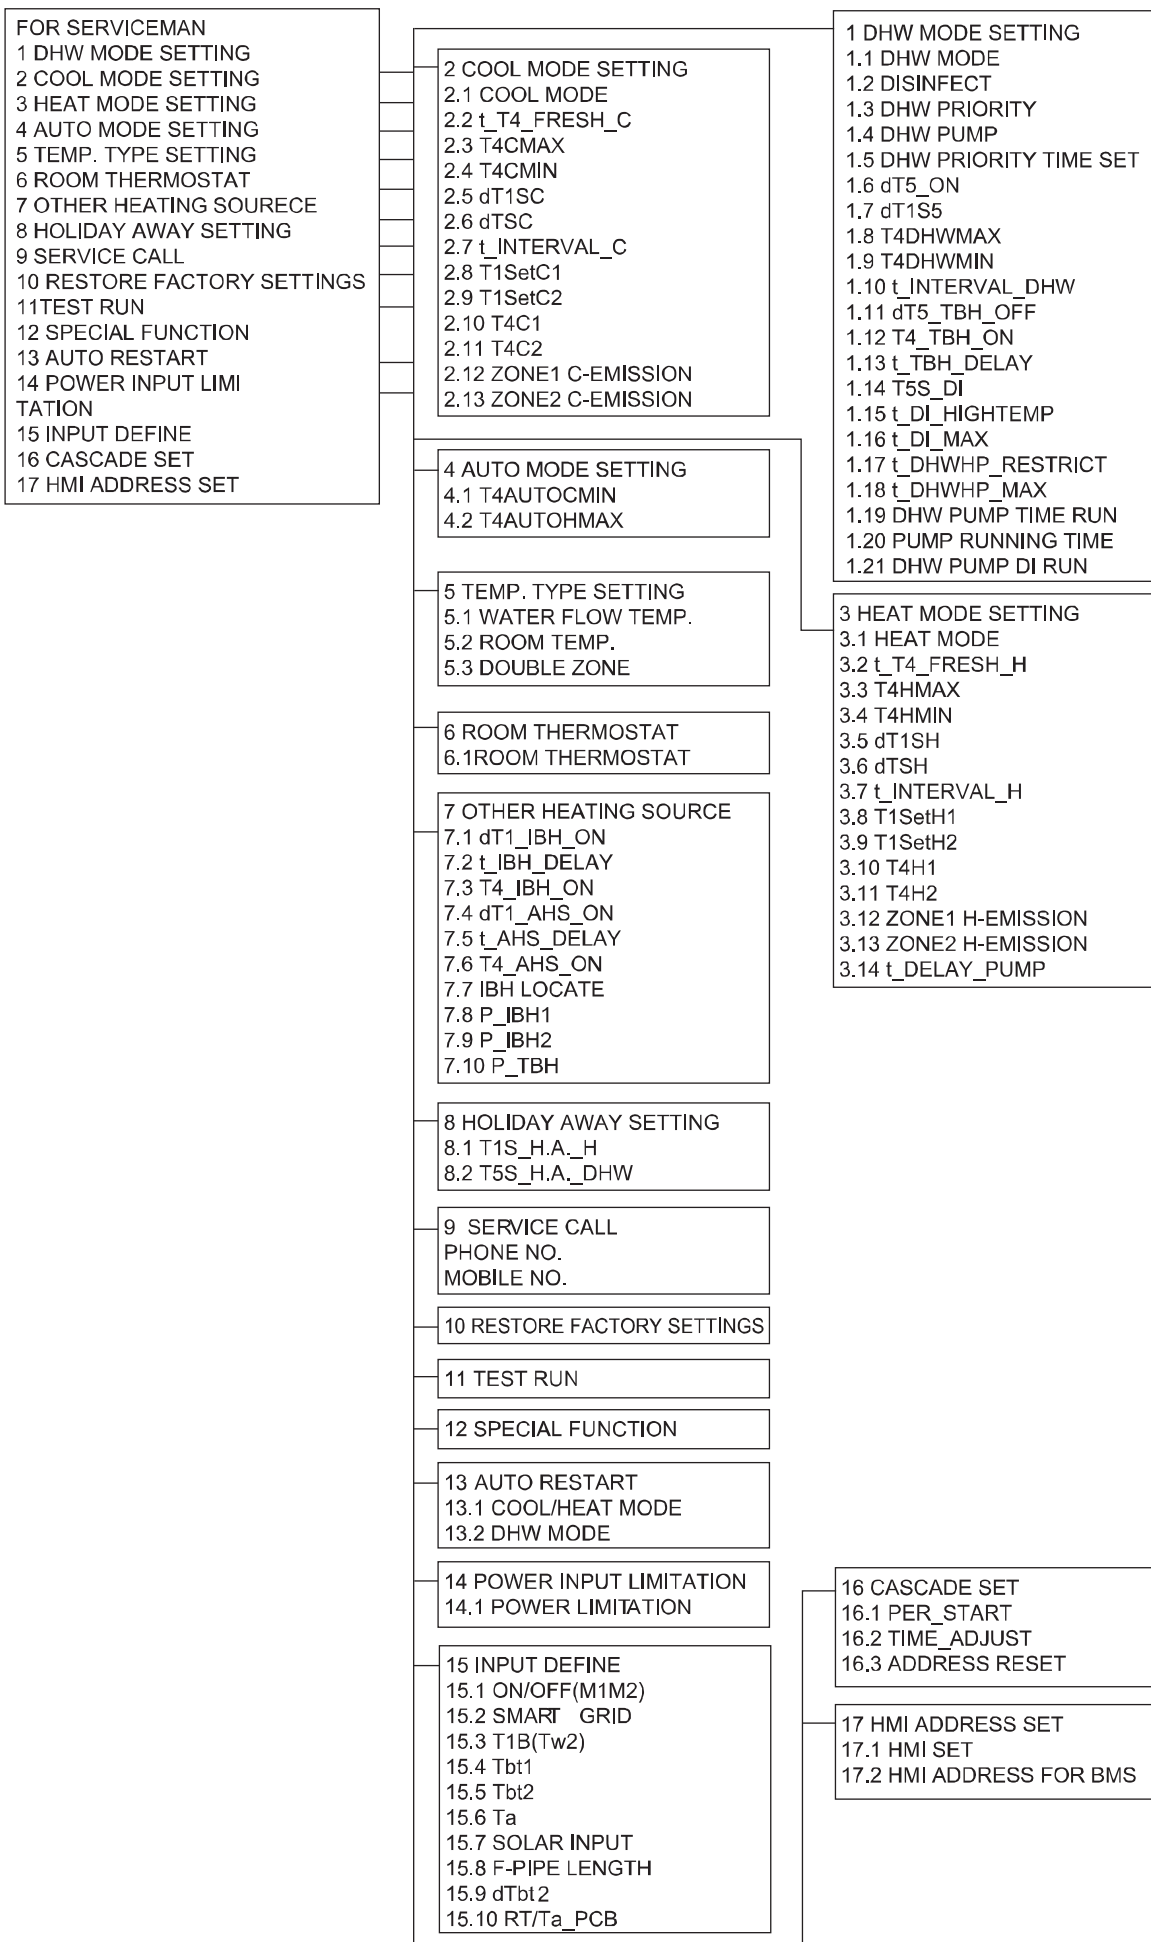 FOR SERVICEMAN
1 DHW MODE SETTING
2 COOL MODE SETTING
3 HEAT MODE SETTING
4 AUTO MODE SETTING
5 TEMP. TYPE SETTING
6 ROOM THERMOSTAT
7 OTHER HEATING SOURECE
8 HOLIDAY AWAY SETTING
9 SERVICE CALL
10 RESTORE FACTORY SETTINGS
11TEST RUN
12 SPECIAL FUNCTION
13 AUTO RESTART
14 POWER INPUT LIMI
TATION
15 INPUT DEFINE
16 CASCADE SET
17 HMI ADDRESS SET
2 COOL MODE SETTING
2.1 COOL MODE
2.2 t_T4_FRESH_C
2.3 T4CMAX
2.4 T4CMIN
2.5 dT1SC
2.6 dTSC
2.7 t_INTERVAL_C
2.8 T1SetC1
2.9 T1SetC2
2.10 T4C1
2.11 T4C2
2.12 ZONE1 C-EMISSION
2.13 ZONE2 C-EMISSION
4 AUTO MODE SETTING
4.1 T4AUTOCMIN
4.2 T4AUTOHMAX
5 TEMP. TYPE SETTING
5.1 WATER FLOW TEMP.
5.2 ROOM TEMP.
5.3 DOUBLE ZONE
6 ROOM THERMOSTAT
6.1ROOM THERMOSTAT
7 OTHER HEATING SOURCE
7.1 dT1_IBH_ON
7.2 t_IBH_DELAY
7.3 T4_IBH_ON
7.4 dT1_AHS_ON
7.5 t_AHS_DELAY
7.6 T4_AHS_ON
7.7 IBH LOCATE
7.8 P_IBH1
7.9 P_IBH2
7.10 P_TBH
8 HOLIDAY AWAY SETTING
8.1 T1S_H.A._H
8.2 T5S_H.A._DHW
9 SERVICE CALL
PHONE NO.
MOBILE NO.
10 RESTORE FACTORY SETTINGS
11 TEST RUN
12 SPECIAL FUNCTION
13 AUTO RESTART
13.1 COOL/HEAT MODE
13.2 DHW MODE
14 POWER INPUT LIMITATION
14.1 POWER LIMITATION
15 INPUT DEFINE
15.1 ON/OFF(M1M2)
15.2 SMART GRID
15.3 T1B(Tw2)
15.4 Tbt1
15.5 Tbt2
15.6 Ta
15.7 SOLAR INPUT
15.8 F-PIPE LENGTH
15.9 dTbt2
15.10 RT/Ta_PCB
1 DHW MODE SETTING
1.1 DHW MODE
1.2 DISINFECT
1.3 DHW PRIORITY
1.4 DHW PUMP
1.5 DHW PRIORITY TIME SET
1.6 dT5_ON
1.7 dT1S5
1.8 T4DHWMAX
1.9 T4DHWMIN
1.10 t_INTERVAL_DHW
1.11 dT5_TBH_OFF
1.12 T4_TBH_ON
1.13 t_TBH_DELAY
1.14 T5S_DI
1.15 t_DI_HIGHTEMP
1.16 t_DI_MAX
1.17 t_DHWHP_RESTRICT
1.18 t_DHWHP_MAX
1.19 DHW PUMP TIME RUN
1.20 PUMP RUNNING TIME
1.21 DHW PUMP DI RUN
3 HEAT MODE SETTING
3.1 HEAT MODE
3.2 t_T4_FRESH_H
3.3 T4HMAX
3.4 T4HMIN
3.5 dT1SH
3.6 dTSH
3.7 t_INTERVAL_H
3.8 T1SetH1
3.9 T1SetH2
3.10 T4H1
3.11 T4H2
3.12 ZONE1 H-EMISSION
3.13 ZONE2 H-EMISSION
3.14 t_DELAY_PUMP
16 CASCADE SET
16.1 PER_START
16.2 TIME_ADJUST
16.3 ADDRESS RESET
17 HMI ADDRESS SET
17.1 HMI SET
17.2 HMI ADDRESS FOR BMS